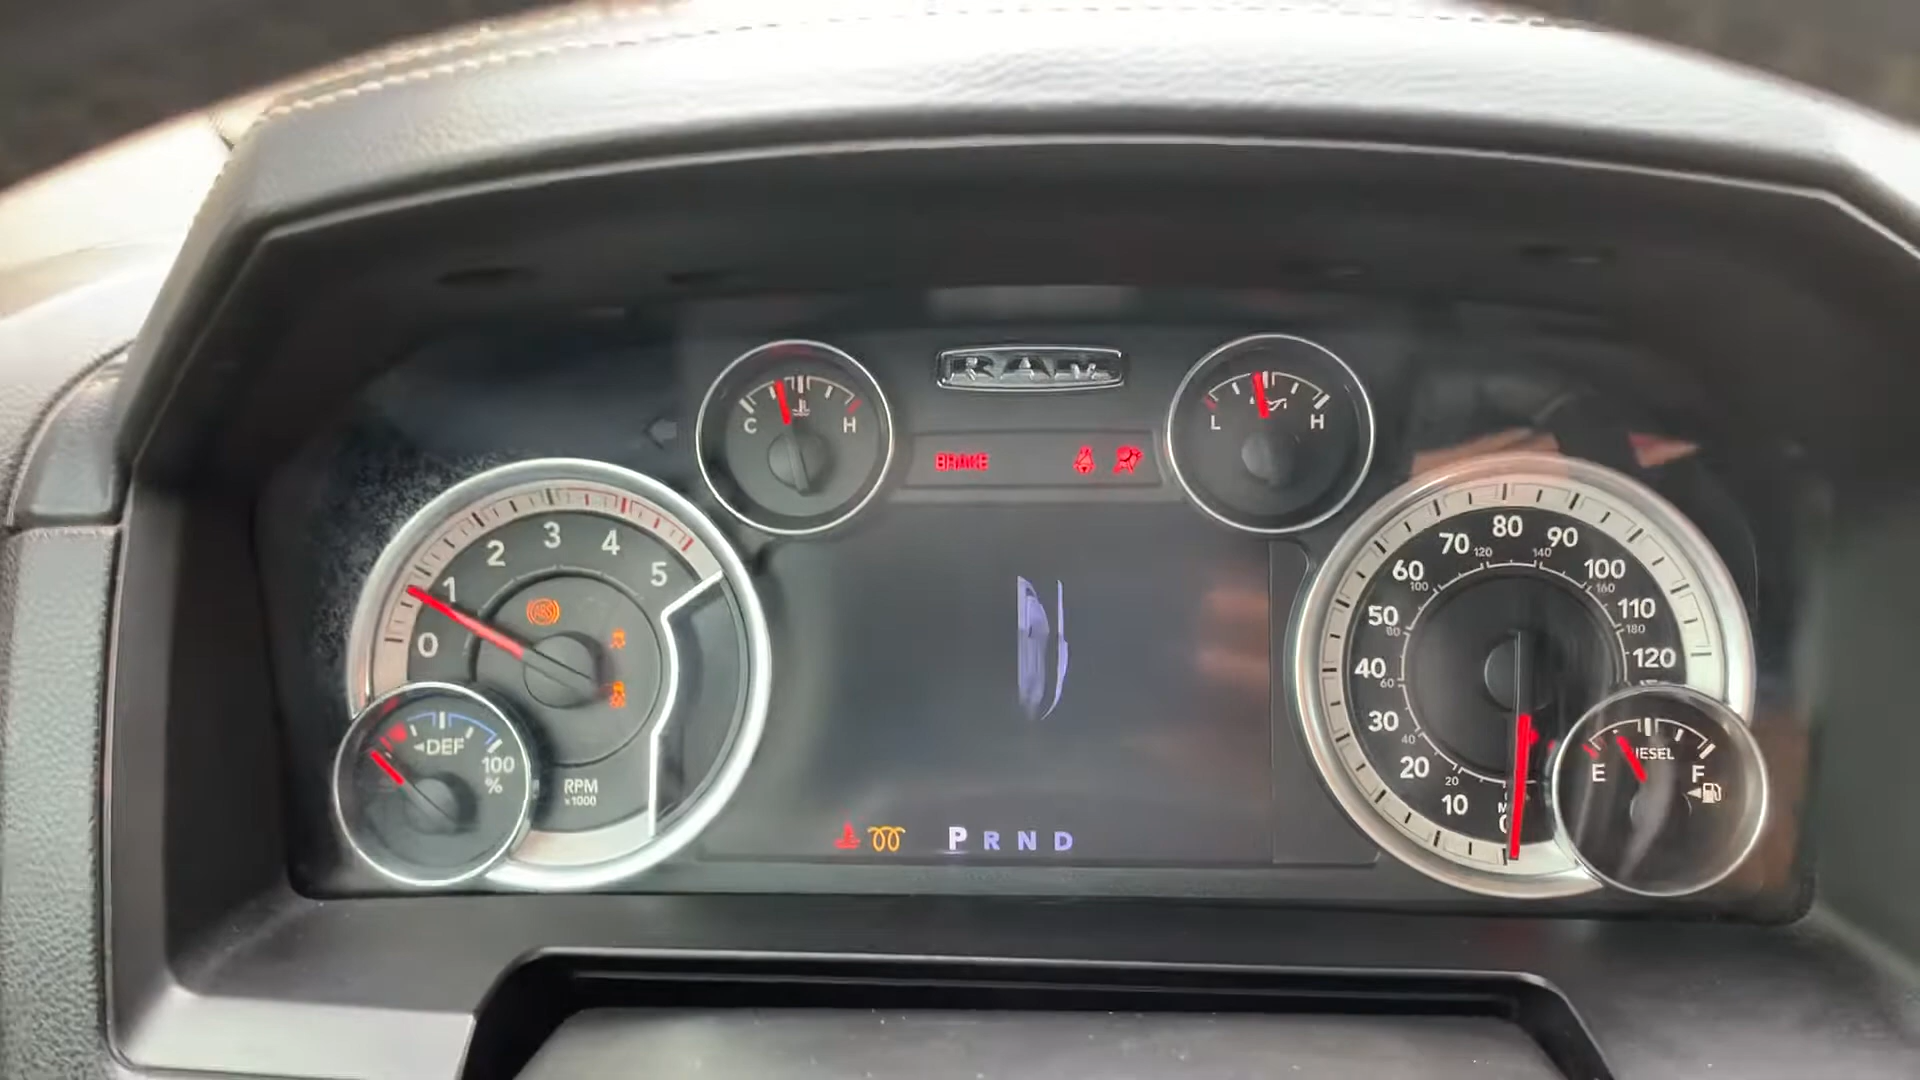 RAM
C H
L H
BRAKE
0 1 2 3 4 5
ABS
RPM
x1000
DEF
100
%
P R N D
0 10 20 30 40 50 60 70 80 90 100 110 120
20 40 60 80 100 120 140 160 180
E F